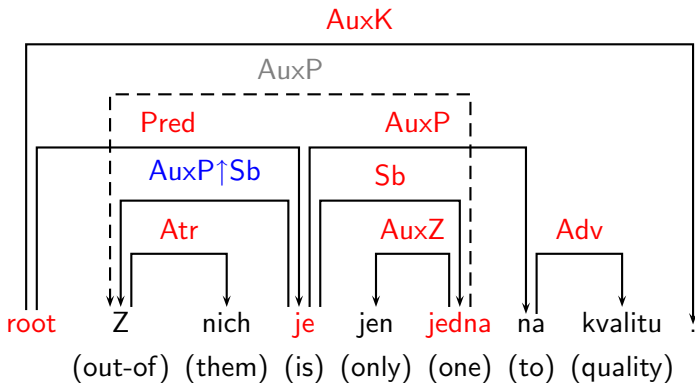 AuxK
AuxP
Pred AuxP
AuxP↑Sb Sb
Atr AuxZ Adv
root Z nich je jen jedna na kvalitu .
(out-of) (them) (is) (only) (one) (to) (quality)